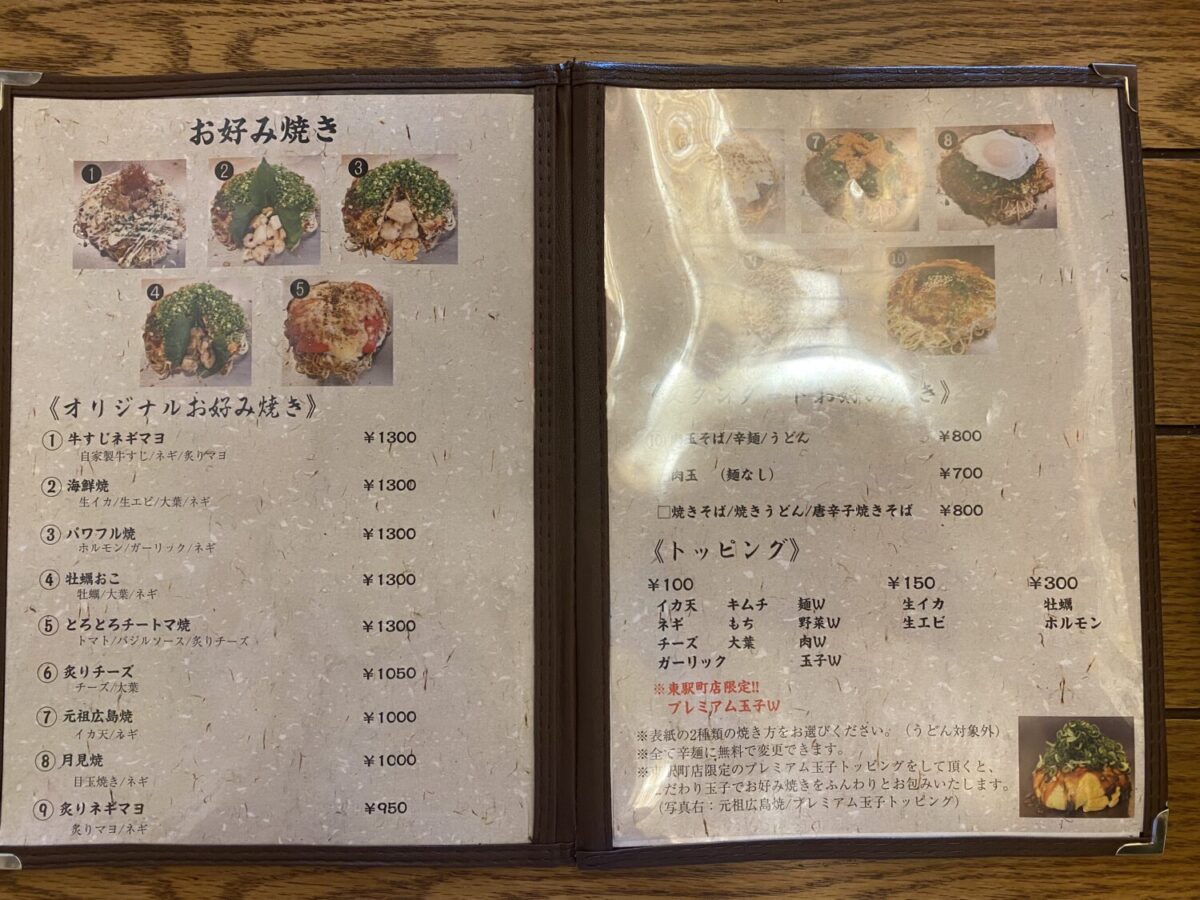 お好み焼き
❶
❷
❸
❹
❺
《オリジナルお好み焼き》
① 牛すじネギマヨ ￥1300
自家製牛すじ/ネギ/炙りマヨ
② 海鮮焼 ￥1300
生イカ/生エビ/大葉/ネギ
③ パワフル焼 ￥1300
ホルモン/ガーリック/ネギ
④ 牡蠣おこ ￥1300
牡蠣/大葉/ネギ
⑤ とろとろチートマ焼 ￥1300
トマト/バジルソース/炙りチーズ
⑥ 炙りチーズ ￥1050
チーズ/大葉
⑦ 元祖広島焼 ￥1000
イカ天/ネギ
⑧ 月見焼 ￥1000
目玉焼き/ネギ
⑨ 炙りネギマヨ ￥950
炙りマヨ/ネギ
❼
❽
❿
お好み焼き》
玉そば/辛麺/うどん ￥800
肉玉 （麺なし） ￥700
□焼きそば/焼きうどん/唐辛子焼きそば ￥800
《トッピング》
￥100 ￥150 ￥300
イカ天 キムチ 麺W 生イカ 牡蠣
ネギ もち 野菜W 生エビ ホルモン
チーズ 大葉 肉W
ガーリック 玉子W
※東駅町店限定!!
プレミアム玉子W
※表紙の2種類の焼き方をお選びください。（うどん対象外）
※全て辛麺に無料で変更できます。
※東駅町店限定のプレミアム玉子トッピングをして頂くと、
こだわり玉子でお好み焼きをふんわりとお包みいたします。
（写真右：元祖広島焼/プレミアム玉子トッピング）